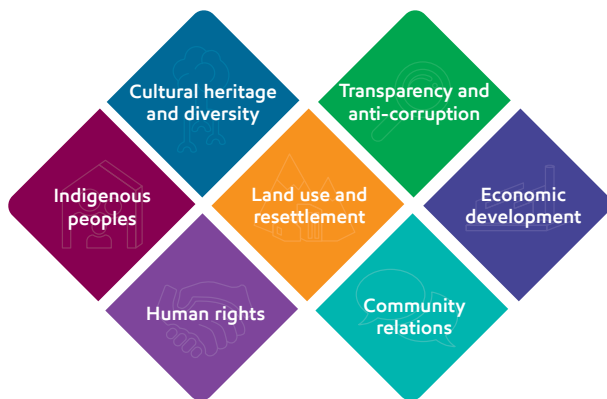 Cultural heritage
and diversity
Transparency and
anti-corruption
Indigenous
peoples
Land use and
resettlement
Economic
development
Human rights
Community
relations